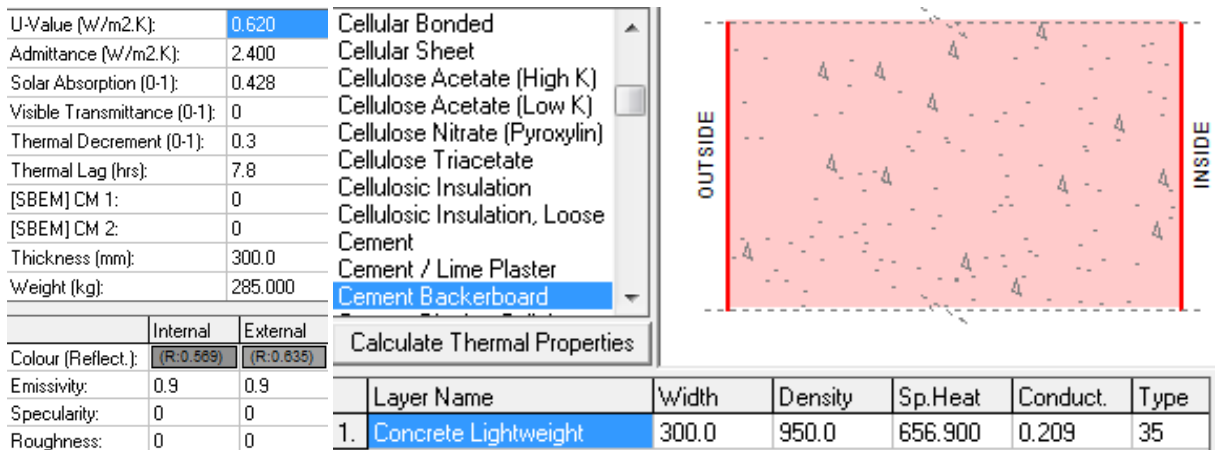 U-Value (W/m2.K): 0.620
Admittance (W/m2.K): 2.400
Solar Absorption (0-1): 0.428
Visible Transmittance (0-1): 0
Thermal Decrement (0-1): 0.3
Thermal Lag (hrs): 7.8
[SBEM] CM 1: 0
[SBEM] CM 2: 0
Thickness (mm): 300.0
Weight (kg): 285.000
Internal External
Colour (Reflect.): (R:0.569) (R:0.635)
Emissivity: 0.9 0.9
Specularity: 0 0
Roughness: 0 0
Cellular Bonded
Cellular Sheet
Cellulose Acetate (High K)
Cellulose Acetate (Low K)
Cellulose Nitrate (Pyroxylin)
Cellulose Triacetate
Cellulosic Insulation
Cellulosic Insulation, Loose
Cement
Cement / Lime Plaster
Cement Backerboard
Calculate Thermal Properties
OUTSIDE
INSIDE
Layer Name Width Density Sp.Heat Conduct. Type
1. Concrete Lightweight 300.0 950.0 656.900 0.209 35